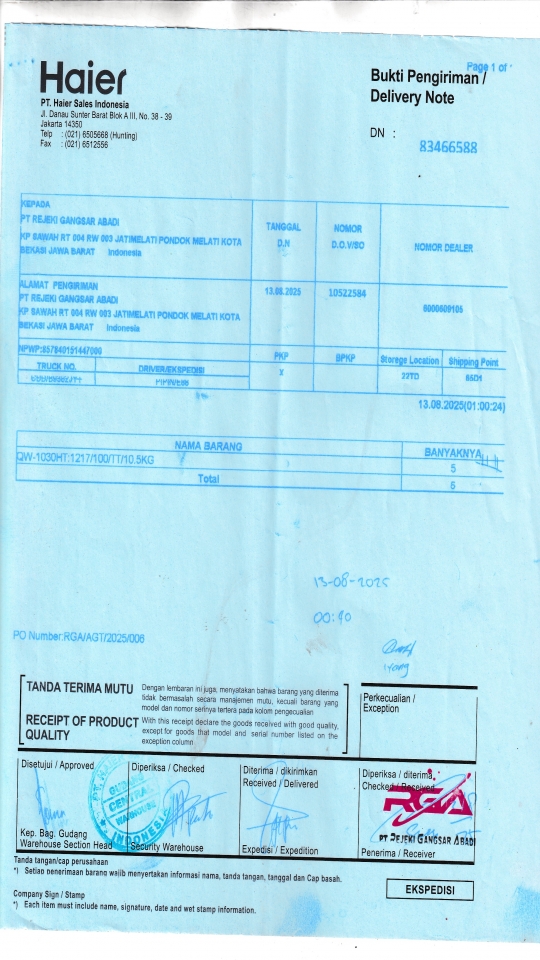 Page 1 of
Haier
Bukti Pengiriman /
Delivery Note
PT. Haier Sales Indonesia
Jl. Danau Sunter Barat Blok A III, No. 38 - 39
Jakarta 14350
Telp : (021) 6505668 (Hunting)
Fax : (021) 6512556
DN : 83466588
KEPADA
PT REJEKI GANGSAR ABADI
KP SAWAH RT 004 RW 003 JATIMELATI PONDOK MELATI KOTA
BEKASI JAWA BARAT Indonesia
TANGGAL
D.N
NOMOR
D.O.V/SO
NOMOR DEALER
ALAMAT PENGIRIMAN
PT REJEKI GANGSAR ABADI
KP SAWAH RT 004 RW 003 JATIMELATI PONDOK MELATI KOTA
BEKASI JAWA BARAT Indonesia
13.08.2025
10522584
NPWP:857840151447000
PKP
BPKP
Storage Location
Shipping Point
TRUCK NO.
DRIVER/EKSPEDISI
X
22TD
13.08.2025(01:00:24)
NAMA BARANG
BANYAKNYA
QW-1030HT:1217/100/TT/10.5KG
5
Total
13-08-2025
PO Number:RGA/AGT/2025/006
TANDA TERIMA MUTU
Dengan lembaran ini juga, menyatakan bahwa barang yang diterima
tidak bermasalah secara manajemen mutu, kecuali barang yang
model dan nomor serinya tertera pada kolom pengecualian
RECEIPT OF PRODUCT
QUALITY
With this receipt declare the goods received with good quality,
except for goods that model and serial number listed on the
exception column
Perkecualian /
Exception
Disetujui / Approved
Diperiksa / Checked
Diterima / dikirimkan
Received / Delivered
Diperiksa / diterima
Checked / Received
CENTRAL
WAREHOUSE
INDONESIA
RGA
PT REJEKI GANGSAR ABADI
Kep. Bag. Gudang
Warehouse Section Head
Security Warehouse
Expedisi / Expedition
Penerima / Receiver
Tanda tangan/cap perusahaan
*) Setiap penerimaan barang wajib menyertakan informasi nama, tanda tangan, tanggal dan Cap basah.
EKSPEDISI
Company Sign / Stamp
*) Each item must include name, signature, date and wet stamp information.